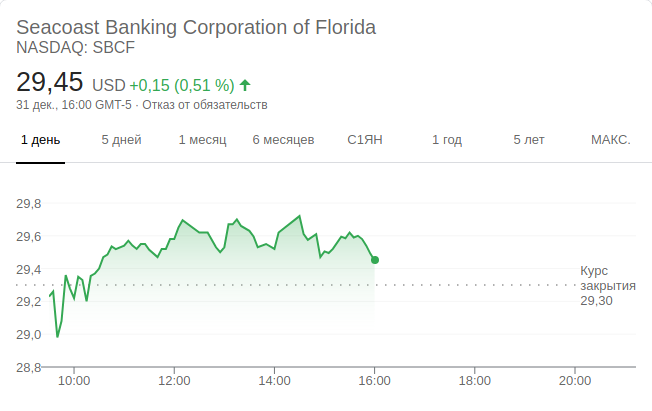 Seacoast Banking Corporation of Florida
NASDAQ: SBCF
29,45 USD +0,15 (0,51 %)
31 дек., 16:00 GMT-5 · Отказ от обязательств
1 день 5 дней 1 месяц 6 месяцев С1ЯН 1 год 5 лет МАКС.
29,8
29,6
29,4
Курс
закрытия
29,30
29,2
29,0
28,8
10:00 12:00 14:00 16:00 18:00 20:00